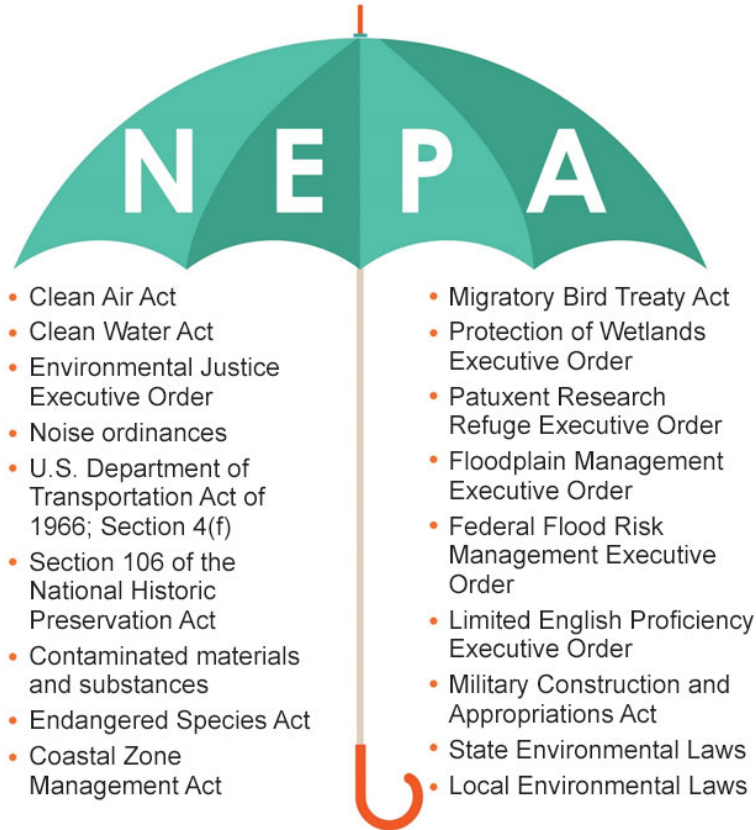 NEPA
• Clean Air Act
• Clean Water Act
• Environmental Justice
Executive Order
• Noise ordinances
• U.S. Department of
Transportation Act of
1966; Section 4(f)
• Section 106 of the
National Historic
Preservation Act
• Contaminated materials
and substances
• Endangered Species Act
• Coastal Zone
Management Act
• Migratory Bird Treaty Act
• Protection of Wetlands
Executive Order
• Patuxent Research
Refuge Executive Order
• Floodplain Management
Executive Order
• Federal Flood Risk
Management Executive
Order
• Limited English Proficiency
Executive Order
• Military Construction and
Appropriations Act
• State Environmental Laws
• Local Environmental Laws